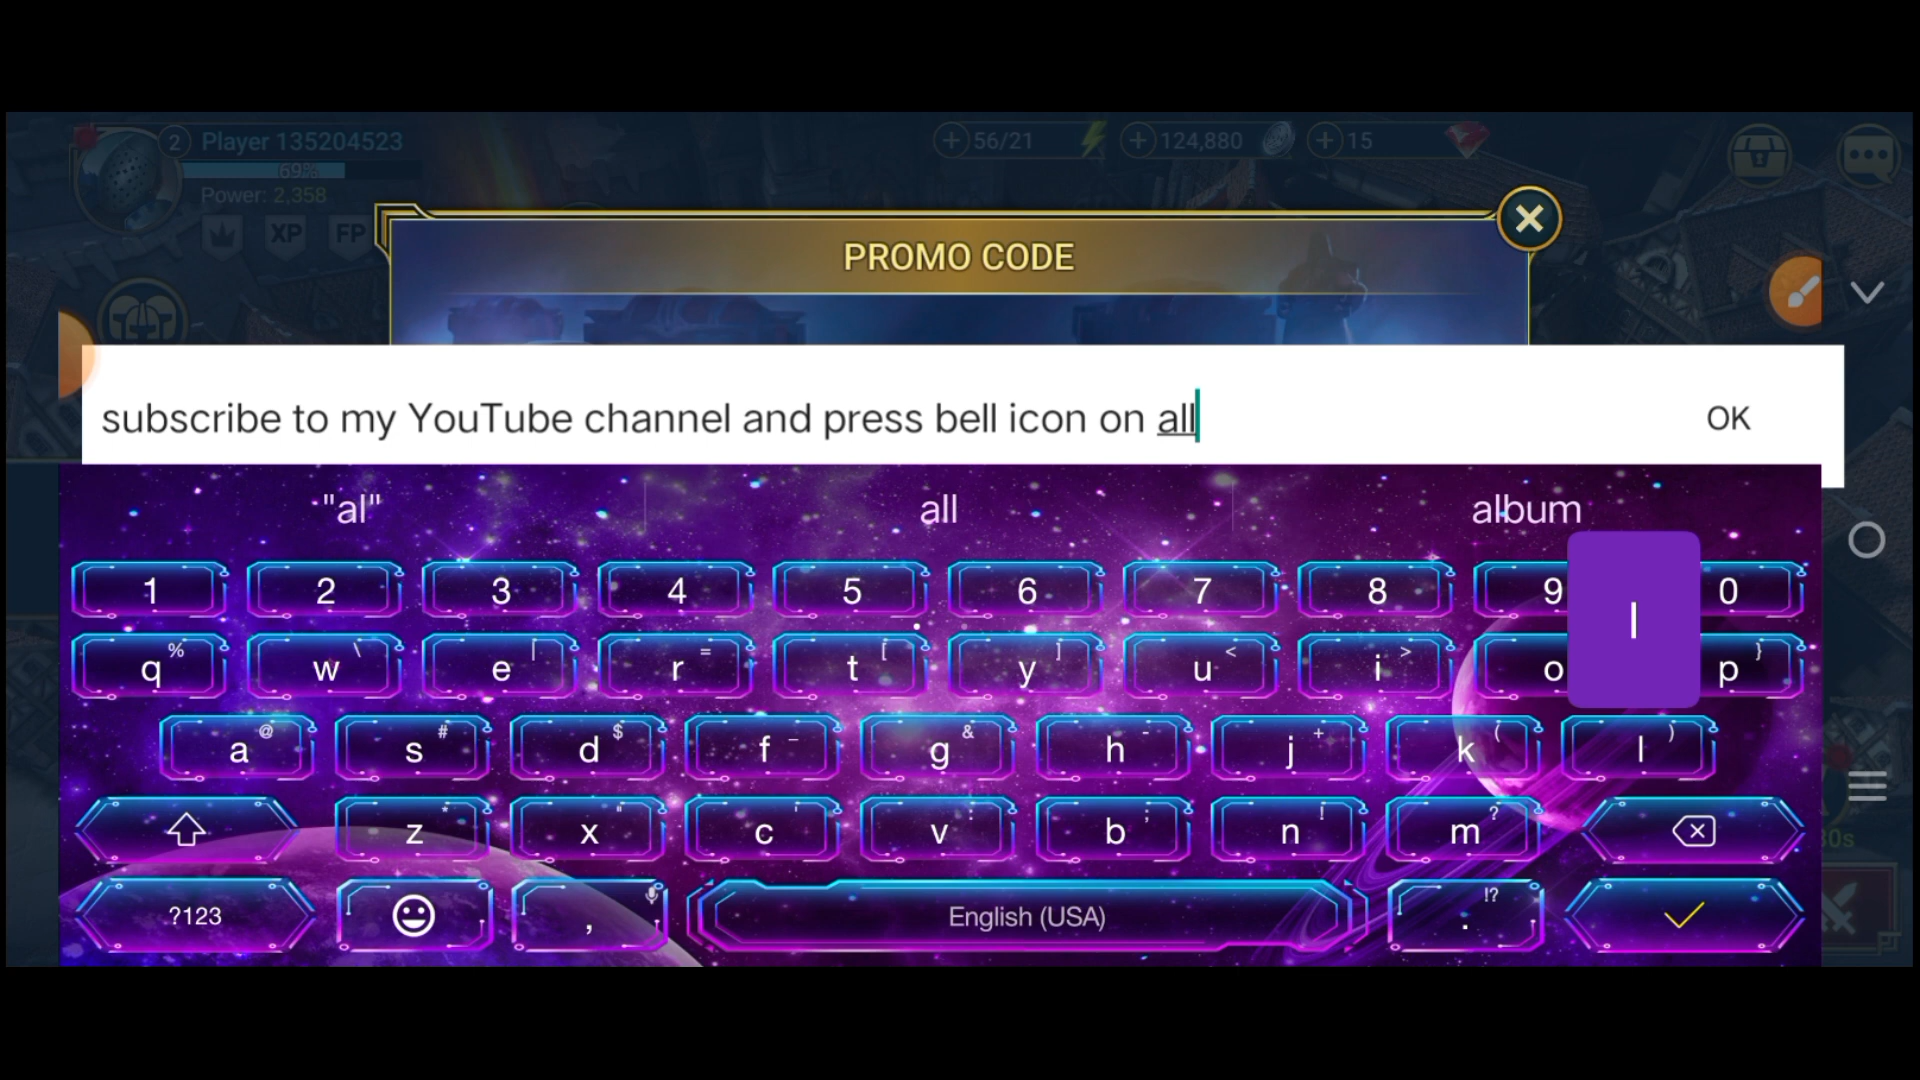 2 Player 135204523
56/21
124,880
15
69%
Power: 2,358
XP FP
PROMO CODE
subscribe to my YouTube channel and press bell icon on all
OK
"al" all album
1 2 3 4 5 6 7 8 9 0
l
% \ | = [ ] < > }
q w e r t y u i o p
@ # $ _ & - + ( )
a s d f g h j k l
* " ' : ; ! ?
z x c v b n m
30s
?123 , English (USA) . !?